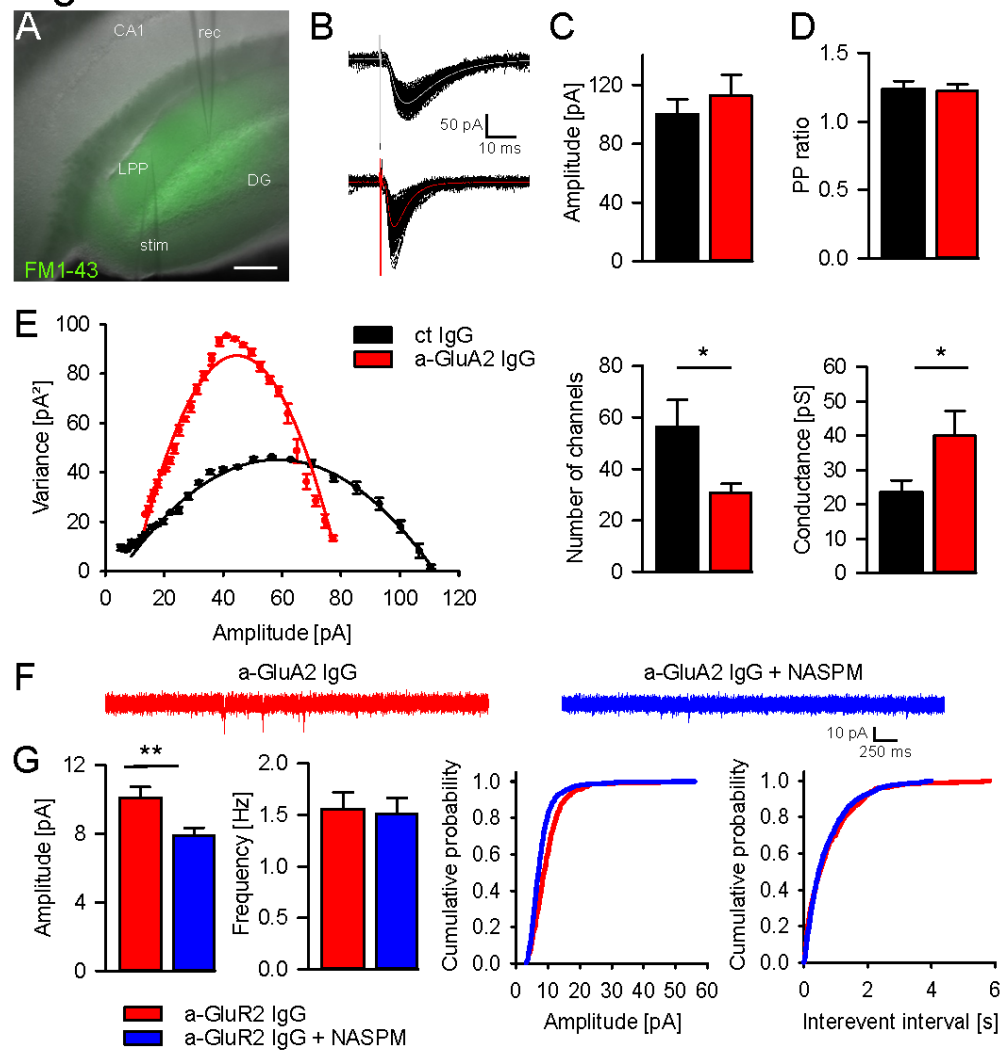 A
CA1
rec
LPP
DG
stim
FM1-43
B
50 pA
10 ms
C
Amplitude [pA]
120
80
40
0
D
PP ratio
1.5
1.0
0.5
0.0
E
Variance [pA²]
100
80
60
40
20
0
0 20 40 60 80 100 120
Amplitude [pA]
ct IgG
a-GluA2 IgG
*
Number of channels
80
60
40
20
0
*
Conductance [pS]
60
50
40
30
20
10
0
F
a-GluA2 IgG
a-GluA2 IgG + NASPM
10 pA
250 ms
G
**
Amplitude [pA]
12
8
4
0
Frequency [Hz]
2.0
1.5
1.0
0.5
0.0
Cumulative probability
1.0
0.8
0.6
0.4
0.2
0.0
0 10 20 30 40 50 60
Amplitude [pA]
Cumulative probability
1.0
0.8
0.6
0.4
0.2
0.0
0 2 4 6
Interevent interval [s]
a-GluR2 IgG
a-GluR2 IgG + NASPM